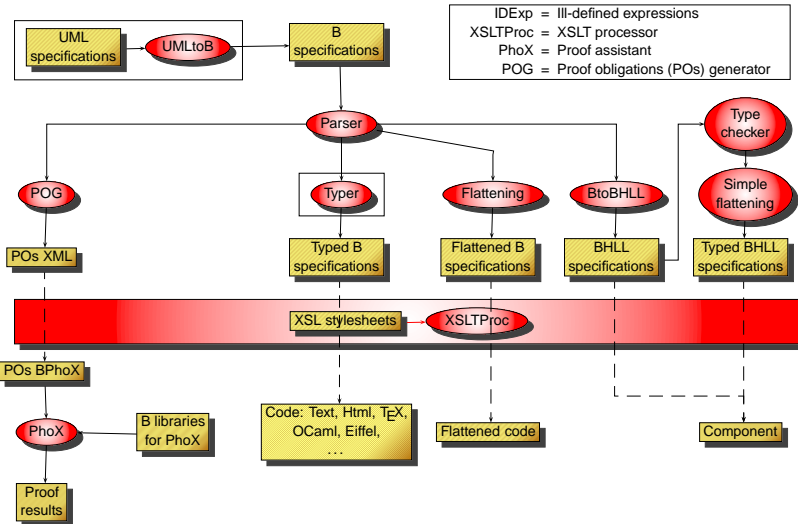 UML
specifications
UMLtoB
B
specifications
IDExp = Ill-defined expressions
XSLTProc = XSLT processor
PhoX = Proof assistant
POG = Proof obligations (POs) generator
Parser
Type
checker
POG
Typer
Flattening
BtoBHLL
Simple
flattening
POs XML
Typed B
specifications
Flattened B
specifications
BHLL
specifications
Typed BHLL
specifications
XSL stylesheets
XSLTProc
POs BPhoX
PhoX
B libraries
for PhoX
Code: Text, Html, TEX,
OCaml, Eiffel,
...
Flattened code
Component
Proof
results